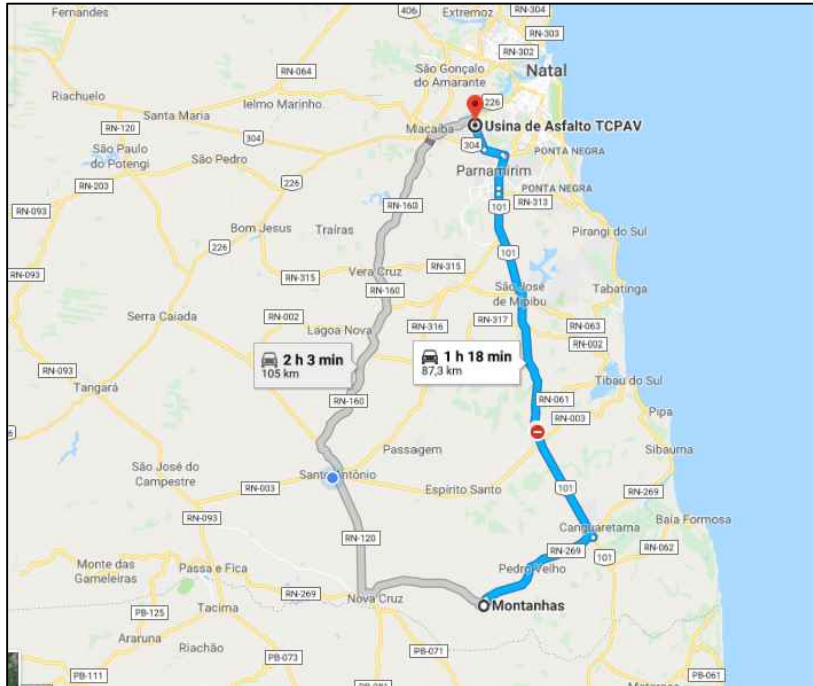 Fernandes
406
Extremoz
RN-304
RN-303
RN-064
RN-302
São Gonçalo
do Amarante
Natal
Riachuelo
Ielmo Marinho
Santa Maria
226
Macaíba
Usina de Asfalto TCPAV
RN-120
304
São Paulo
do Potengi
São Pedro
304
PONTA NEGRA
Parnamirim
RN-203
226
PONTA NEGRA
RN-160
RN-313
RN-093
101
Bom Jesus
Traíras
Pirangi do Sul
226
101
RN-093
RN-315
Vera Cruz
RN-315
RN-160
São José
de Mipibu
Tabatinga
Serra Caiada
RN-002
Lagoa Nova
RN-316
RN-317
RN-063
RN-002
2 h 3 min
105 km
1 h 18 min
87,3 km
RN-093
Tangará
Tibau do Sul
RN-160
RN-061
RN-003
Pipa
Passagem
Sibauma
São José do
Campestre
Santo Antônio
RN-003
Espírito Santo
101
RN-269
RN-093
Baía Formosa
RN-120
Canguaretama
RN-269
101
RN-062
Monte das
Gameleiras
Passa e Fica
Pedro Velho
RN-269
Nova Cruz
Montanhas
PB-125
Tacima
Araruna
Riachão
PB-071
PB-073
PB-111
PB-061